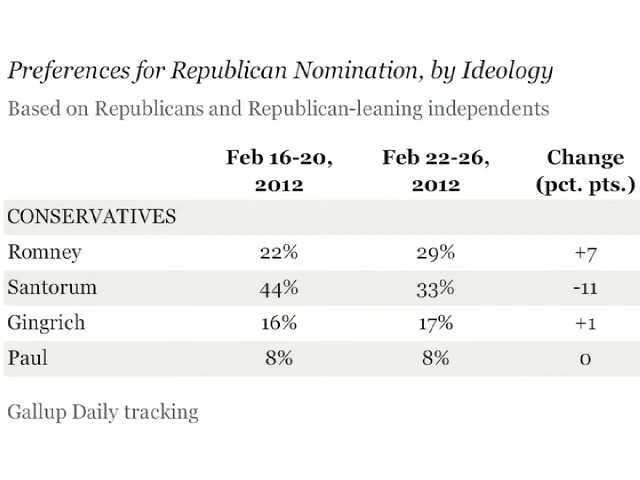 Preferences for Republican Nomination, by Ideology
Based on Republicans and Republican-leaning independents
Feb 16-20, 2012 Feb 22-26, 2012 Change (pct. pts.)
CONSERVATIVES
Romney 22% 29% +7
Santorum 44% 33% -11
Gingrich 16% 17% +1
Paul 8% 8% 0
Gallup Daily tracking